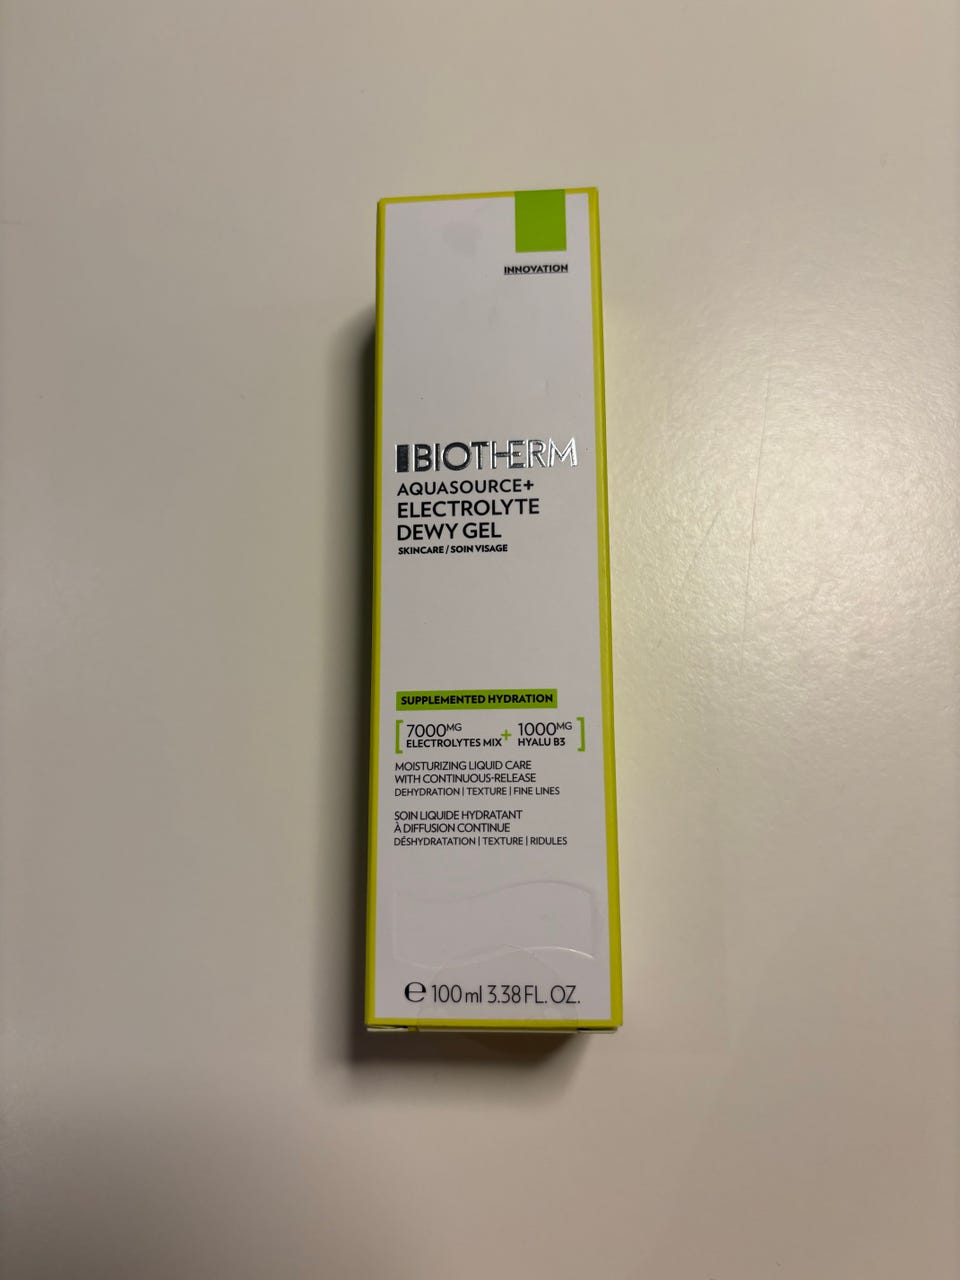 INNOVATION
BIOTHERM
AQUASOURCE+
ELECTROLYTE
DEWY GEL
SKINCARE / SOIN VISAGE
SUPPLEMENTED HYDRATION
[7000MG + 1000MG]
ELECTROLYTES MIX HYALU B3
MOISTURIZING LIQUID CARE
WITH CONTINUOUS-RELEASE
DEHYDRATION | TEXTURE | FINE LINES
SOIN LIQUIDE HYDRATANT
À DIFFUSION CONTINUE
DÉSHYDRATATION | TEXTURE | RIDULES
℮ 100 ml 3.38 FL. OZ.